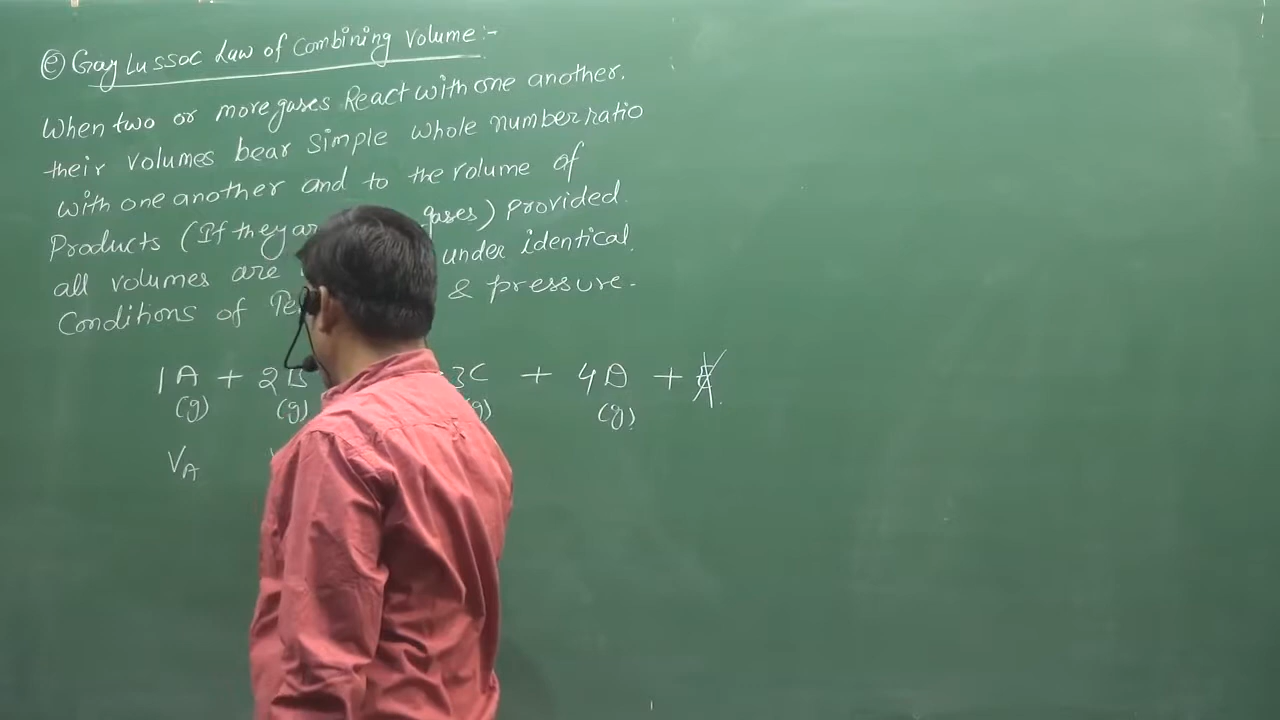 e Gay Lussac Law of Combining Volume :-
When two or more gases React with one another.
their volumes bear simple whole number ratio
with one another and to the volume of
Products (If they gases) provided.
all volumes are under identical.
Conditions of & pressure.
1A + 2B 3C + 4D +
(g) (g) (g) (g)
V_A